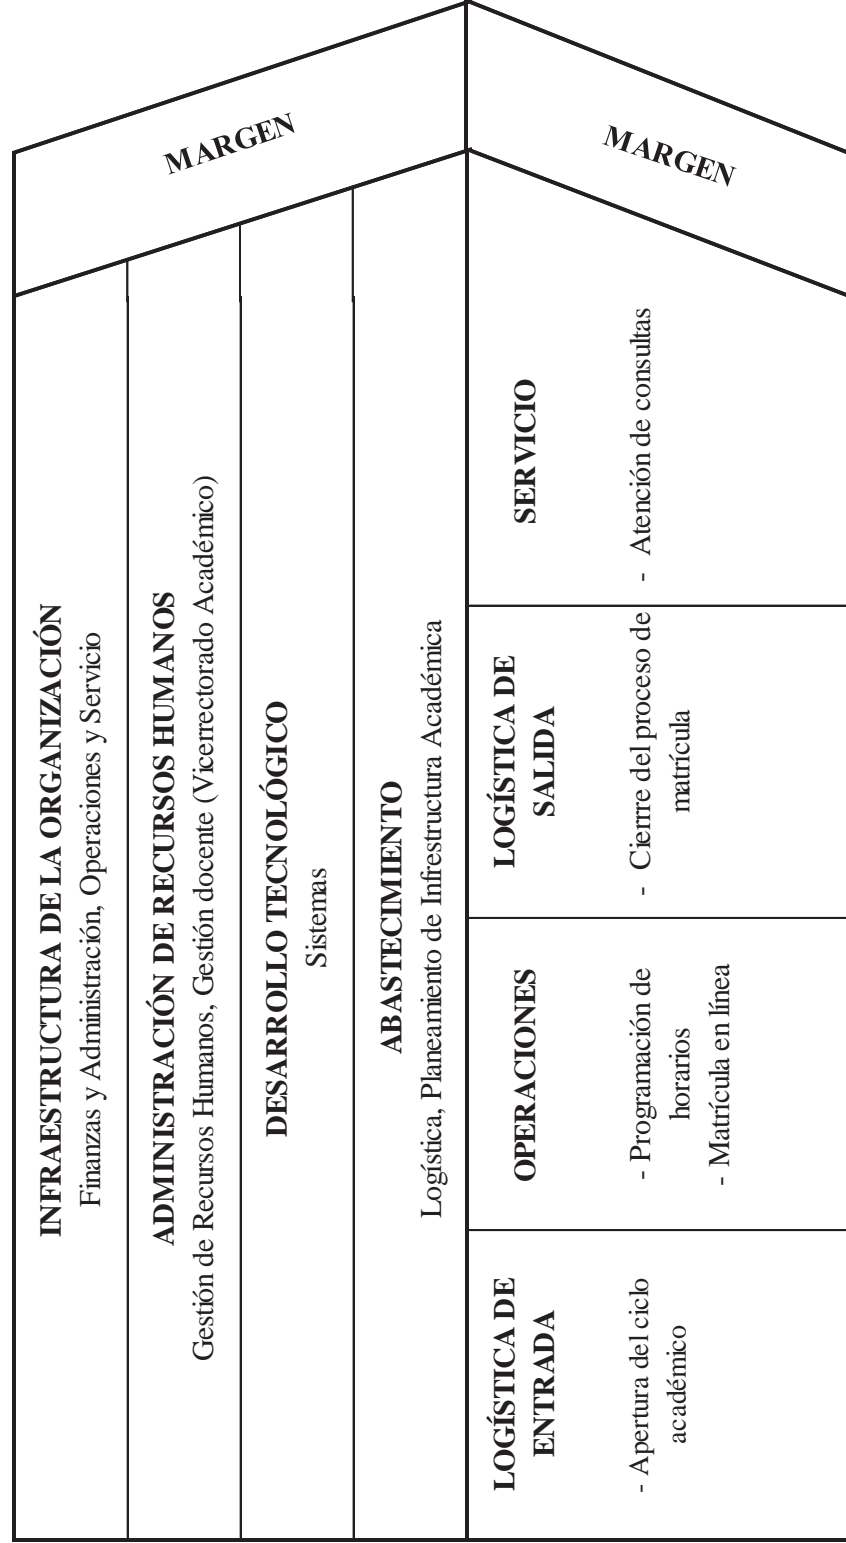 INFRAESTRUCTURA DE LA ORGANIZACIÓN
Finanzas y Administración, Operaciones y Servicio
ADMINISTRACIÓN DE RECURSOS HUMANOS
Gestión de Recursos Humanos, Gestión docente (Vicerrectorado Académico)
DESARROLLO TECNOLÓGICO
Sistemas
ABASTECIMIENTO
Logística, Planeamiento de Infrestructura Académica
MARGEN
LOGÍSTICA DE
ENTRADA
- Apertura del ciclo
académico
OPERACIONES
- Programación de
horarios
- Matrícula en línea
LOGÍSTICA DE
SALIDA
- Cierrre del proceso de
matrícula
SERVICIO
- Atención de consultas
MARGEN